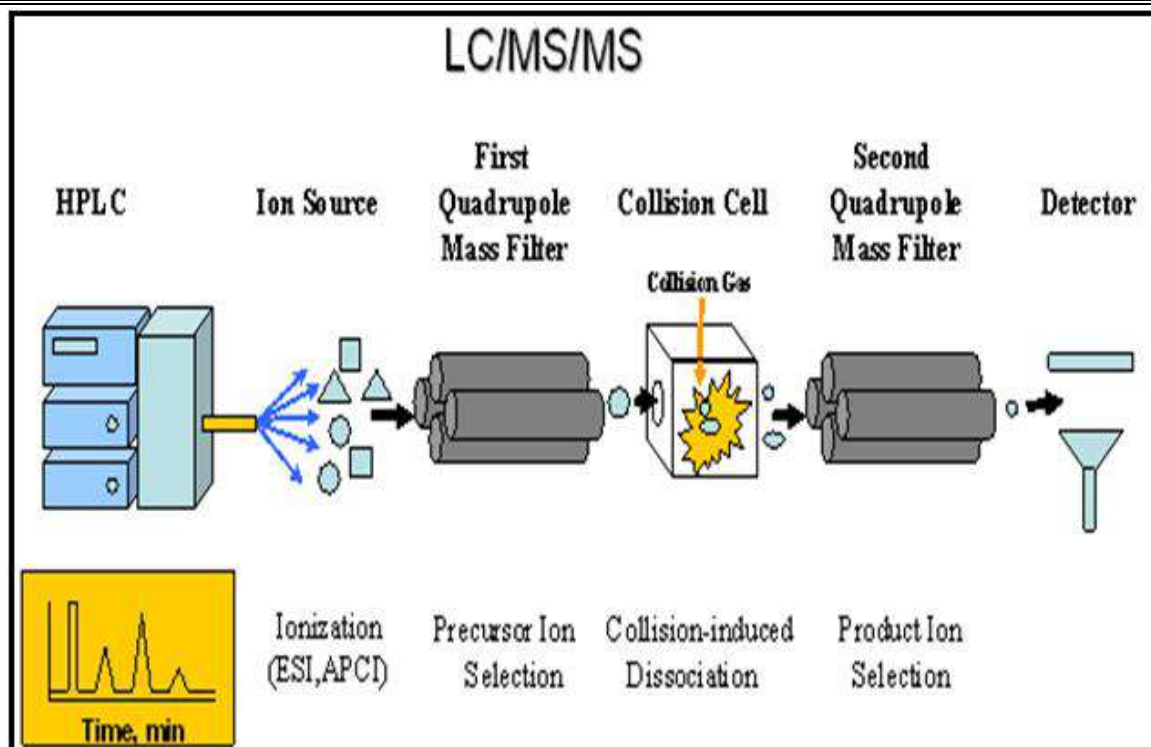 LC/MS/MS
HPLC
Ion Source
First
Quadrupole
Mass Filter
Collision Cell
Second
Quadrupole
Mass Filter
Detector
Collision Gas
Time, min
Ionization
(ESI,APCI)
Precursor Ion
Selection
Collision-induced
Dissociation
Product Ion
Selection